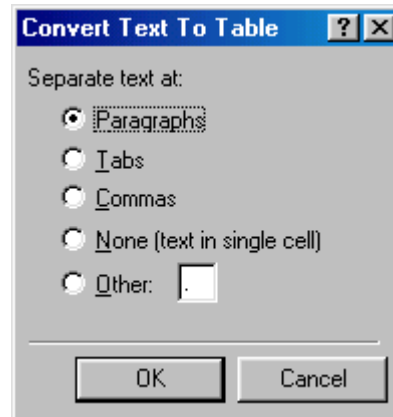 Convert Text To Table ? X
Separate text at:
Paragraphs
Tabs
Commas
None (text in single cell)
Other: .
OK Cancel